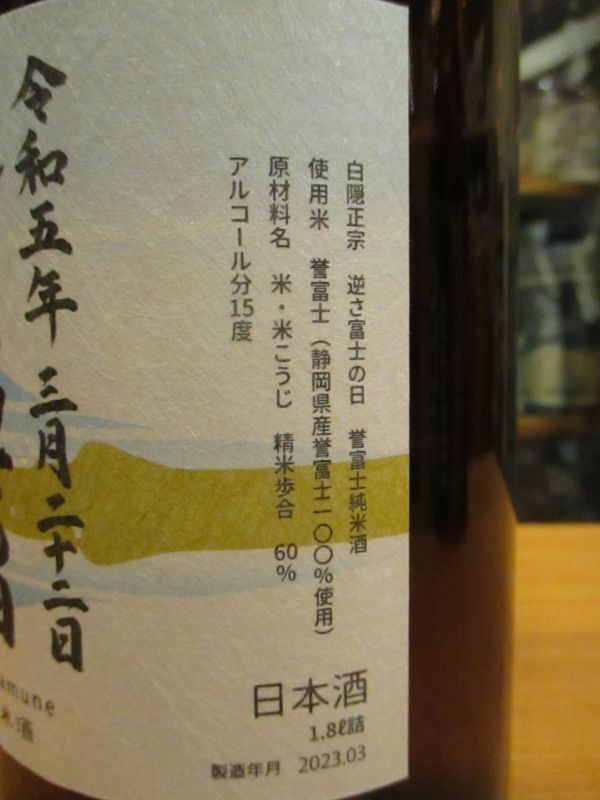 白隠正宗 逆さ富士の日 誉富士純米酒
使用米 誉富士（静岡県産誉富士一〇〇％使用）
原材料名 米・米こうじ 精米歩合 60％
アルコール分15度
令和五年 三月二十二日
日本酒
1.8ℓ詰
製造年月 2023.03
amune
米酒